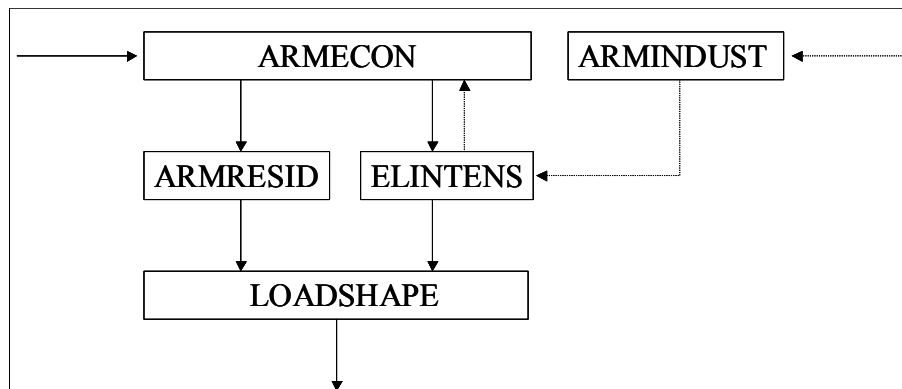 ARMECON
ARMINDUST
ARMRESID
ELINTENS
LOADSHAPE